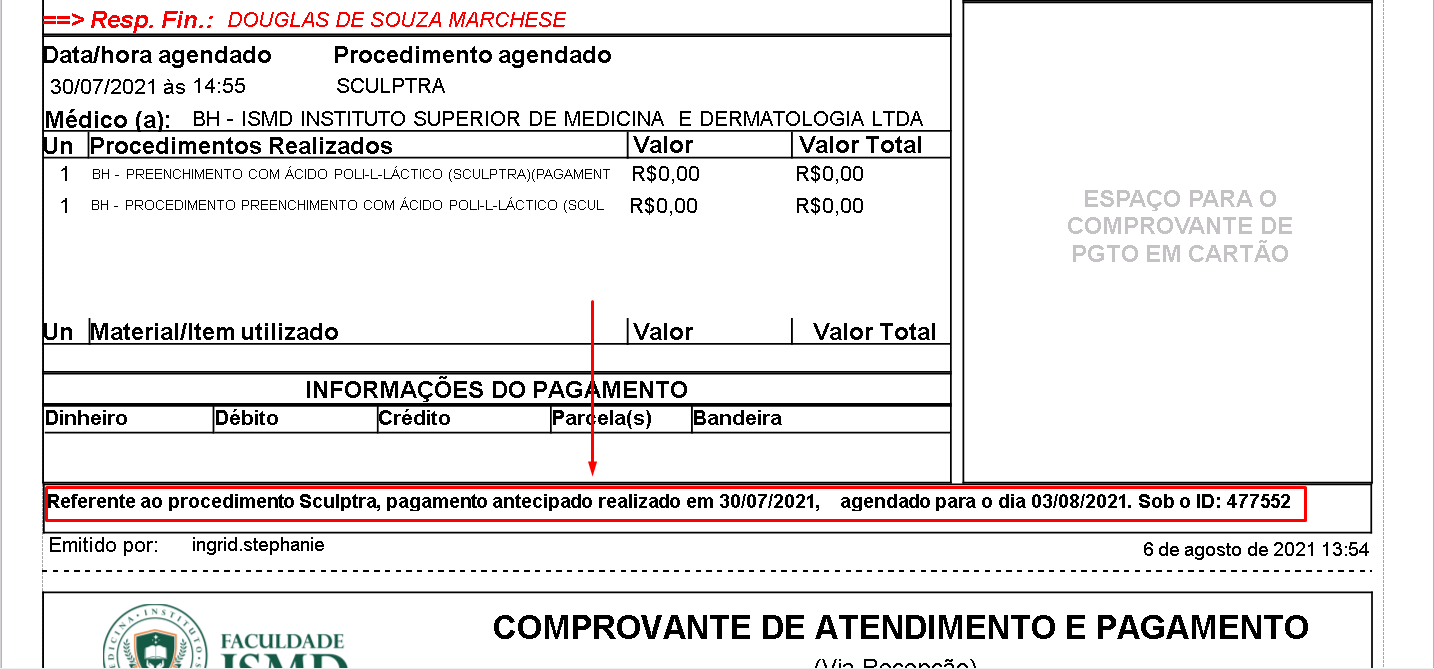 ==> Resp. Fin.: DOUGLAS DE SOUZA MARCHESE
Data/hora agendado Procedimento agendado
30/07/2021 às 14:55 SCULPTRA
Médico (a): BH - ISMD INSTITUTO SUPERIOR DE MEDICINA E DERMATOLOGIA LTDA
Un Procedimentos Realizados Valor Valor Total
1 BH - PREENCHIMENTO COM ÁCIDO POLI-L-LÁCTICO (SCULPTRA)(PAGAMENT R$0,00 R$0,00
1 BH - PROCEDIMENTO PREENCHIMENTO COM ÁCIDO POLI-L-LÁCTICO (SCUL R$0,00 R$0,00
ESPAÇO PARA O
COMPROVANTE DE
PGTO EM CARTÃO
Un Material/Item utilizado Valor Valor Total
INFORMAÇÕES DO PAGAMENTO
Dinheiro Débito Crédito Parcela(s) Bandeira
Referente ao procedimento Sculptra, pagamento antecipado realizado em 30/07/2021, agendado para o dia 03/08/2021. Sob o ID: 477552
Emitido por: ingrid.stephanie
6 de agosto de 2021 13:54
FACULDADE
ISMD
COMPROVANTE DE ATENDIMENTO E PAGAMENTO
(Via Recepção)